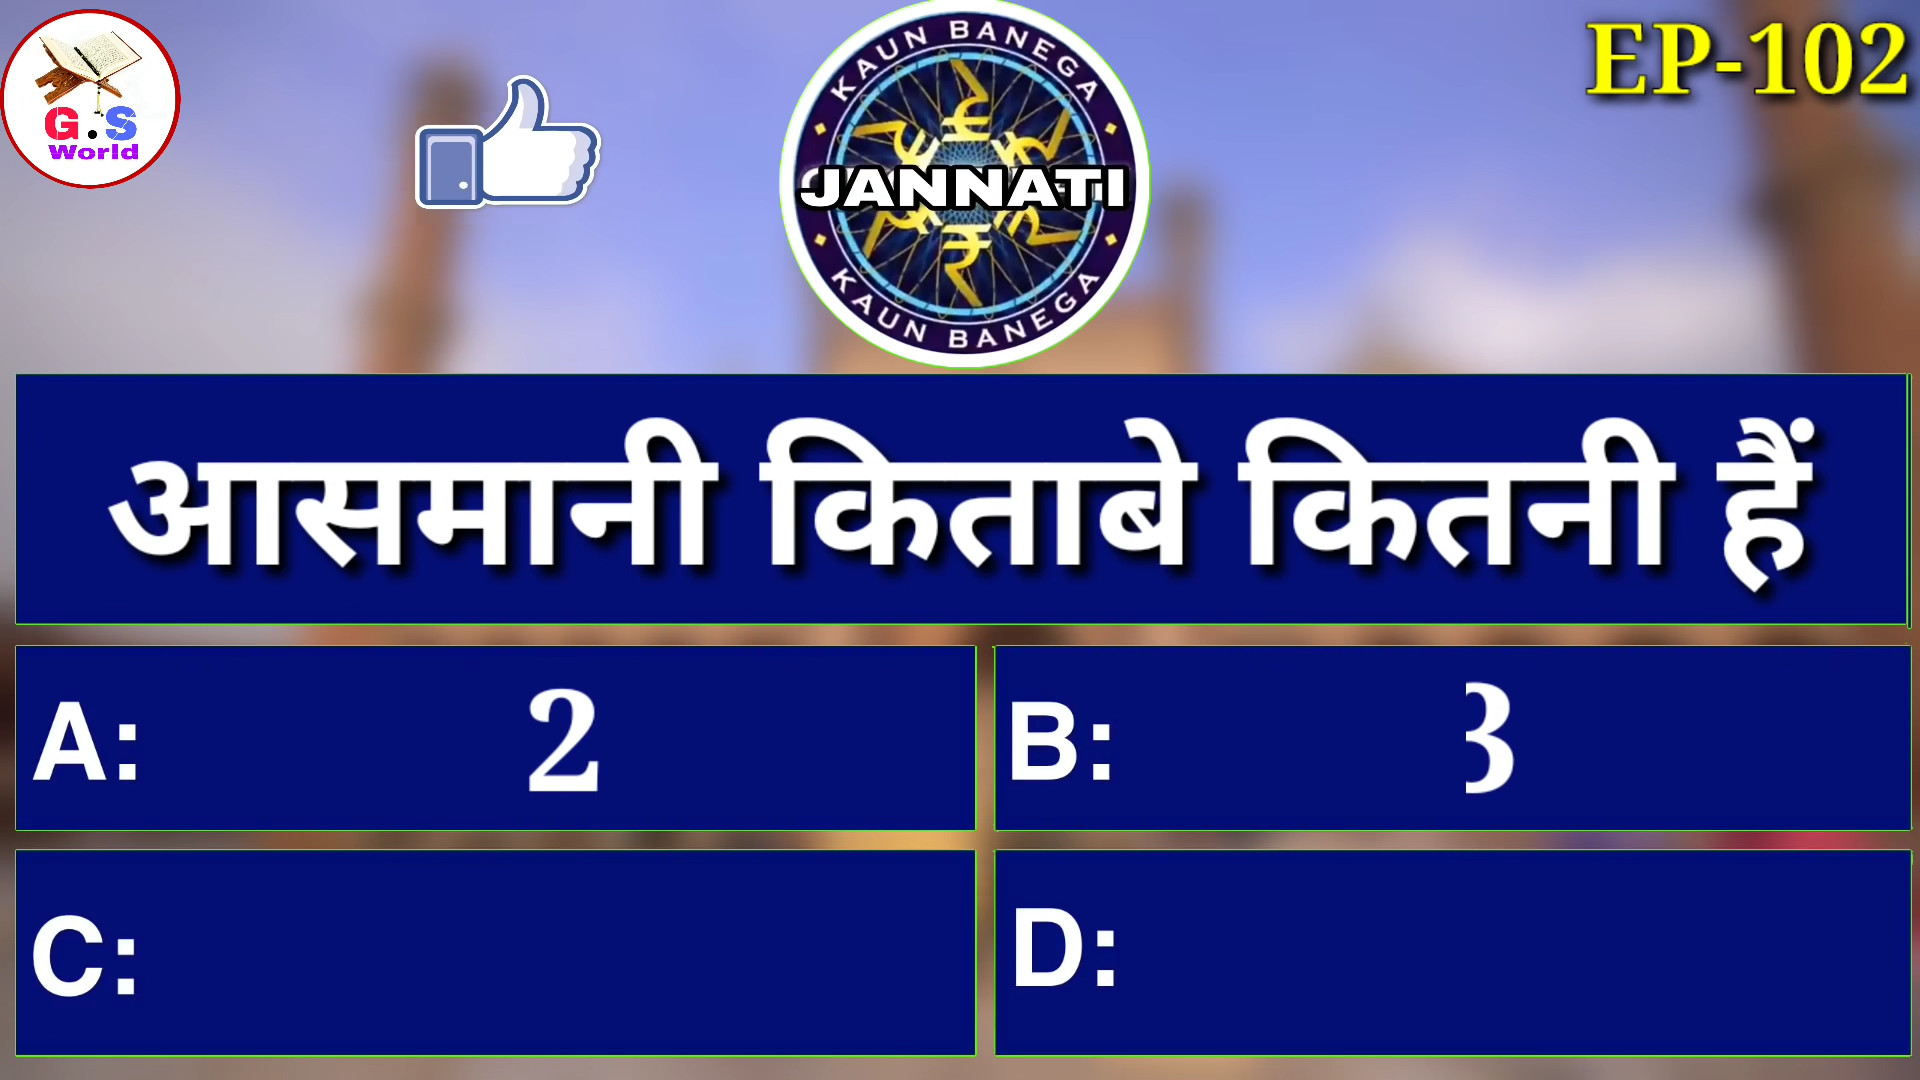 G.S
World
KAUN BANEGA
JANNATI
KAUN BANEGA
EP-102
आसमानी किताबे कितनी हैं
A: 2
B: 3
C:
D: